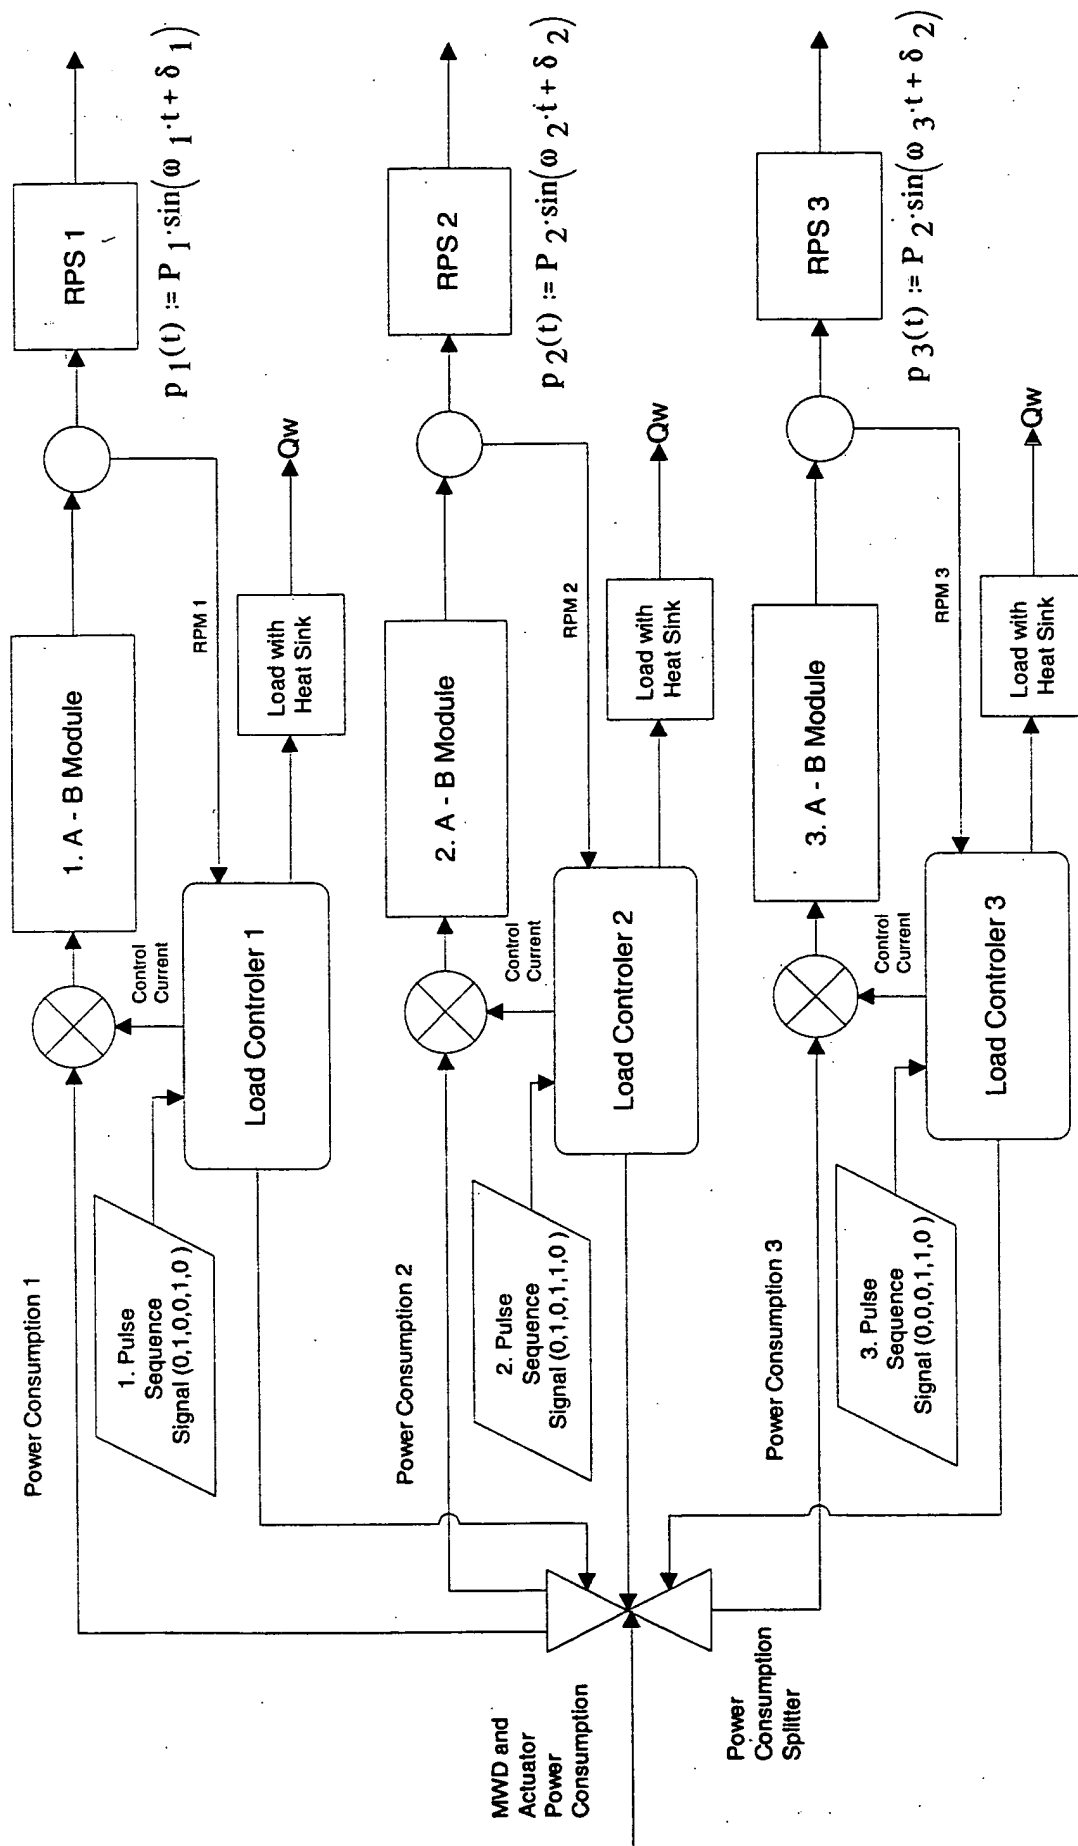 Power Consumption 1
1. Pulse
Sequence
Signal (0,1,0,0,1,0)
Control
Current
Load Controler 1
1. A - B Module
RPM 1
Load with
Heat Sink
Qw
RPS 1
p 1(t) := P 1·sin(ω 1·t + δ 1)
Power Consumption 2
2. Pulse
Sequence
Signal (0,1,0,1,1,0)
Control
Current
Load Controler 2
2. A - B Module
RPM 2
Load with
Heat Sink
Qw
RPS 2
p 2(t) := P 2·sin(ω 2·t + δ 2)
MWD and
Actuator
Power
Consumption
Power
Consumption
Splitter
Power Consumption 3
3. Pulse
Sequence
Signal (0,0,0,1,1,0)
Control
Current
Load Controler 3
3. A - B Module
RPM 3
Load with
Heat Sink
Qw
RPS 3
p 3(t) := P 2·sin(ω 3·t + δ 2)